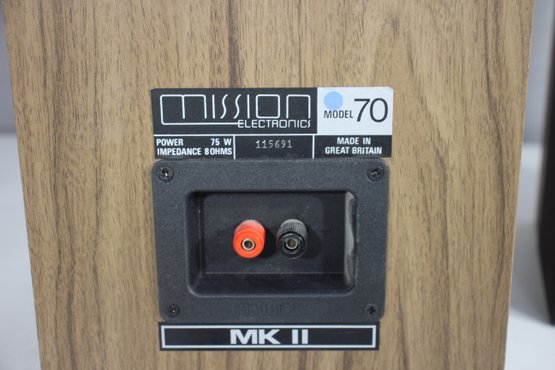 mission
ELECTRONICS
MODEL 70
POWER 75 W
IMPEDANCE 8 OHMS
115691
MADE IN
GREAT BRITAIN
MK II